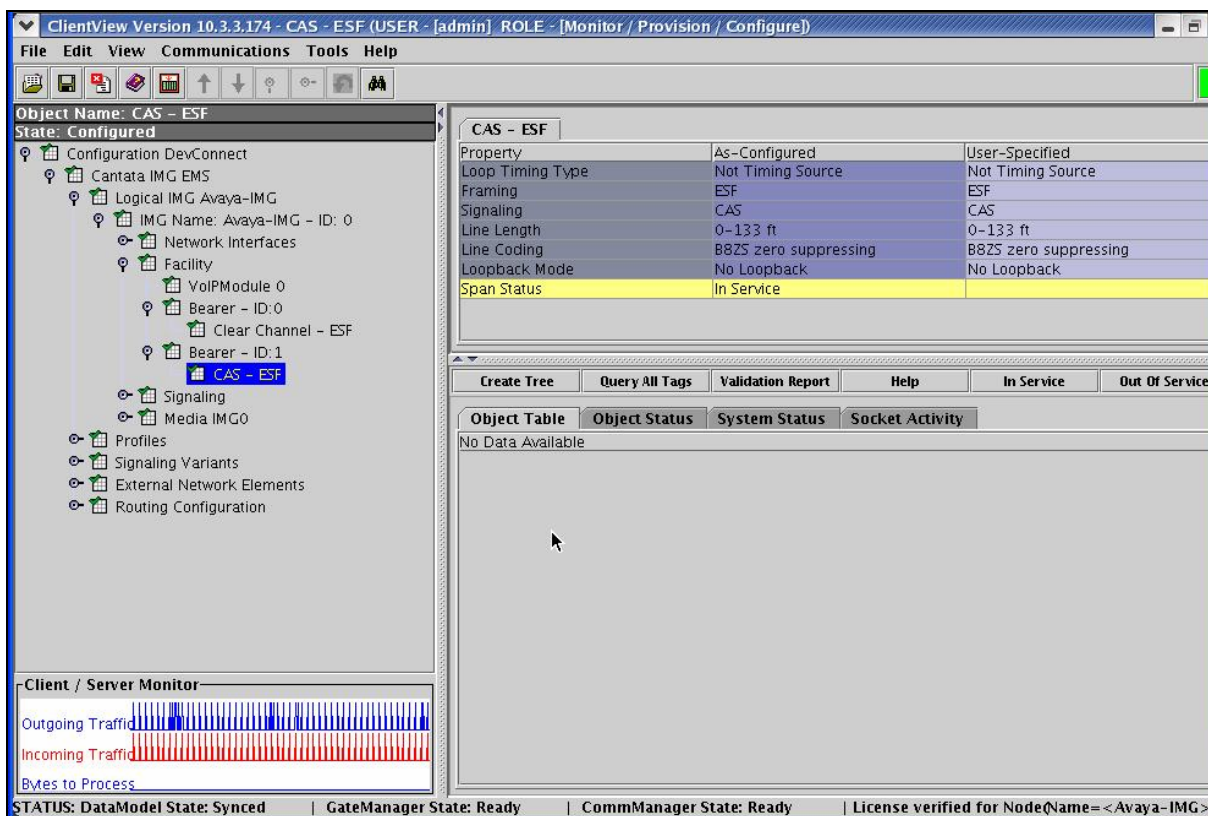 ClientView Version 10.3.3.174 - CAS - ESF (USER - [admin] ROLE - [Monitor / Provision / Configure])
File Edit View Communications Tools Help
Object Name: CAS - ESF
State: Configured
Configuration DevConnect
Cantata IMG EMS
Logical IMG Avaya-IMG
IMG Name: Avaya-IMG - ID: 0
Network Interfaces
Facility
VoIPModule 0
Bearer - ID:0
Clear Channel - ESF
Bearer - ID:1
CAS - ESF
Signaling
Media IMG0
Profiles
Signaling Variants
External Network Elements
Routing Configuration
Client / Server Monitor
Outgoing Traffic
Incoming Traffic
Bytes to Process
CAS - ESF
Property As-Configured User-Specified
Loop Timing Type Not Timing Source Not Timing Source
Framing ESF ESF
Signaling CAS CAS
Line Length 0-133 ft 0-133 ft
Line Coding B8ZS zero suppressing B8ZS zero suppressing
Loopback Mode No Loopback No Loopback
Span Status In Service
Create Tree Query All Tags Validation Report Help In Service Out Of Service
Object Table Object Status System Status Socket Activity
No Data Available
STATUS: DataModel State: Synced | GateManager State: Ready | CommManager State: Ready | License verified for NodeName=<Avaya-IMG>